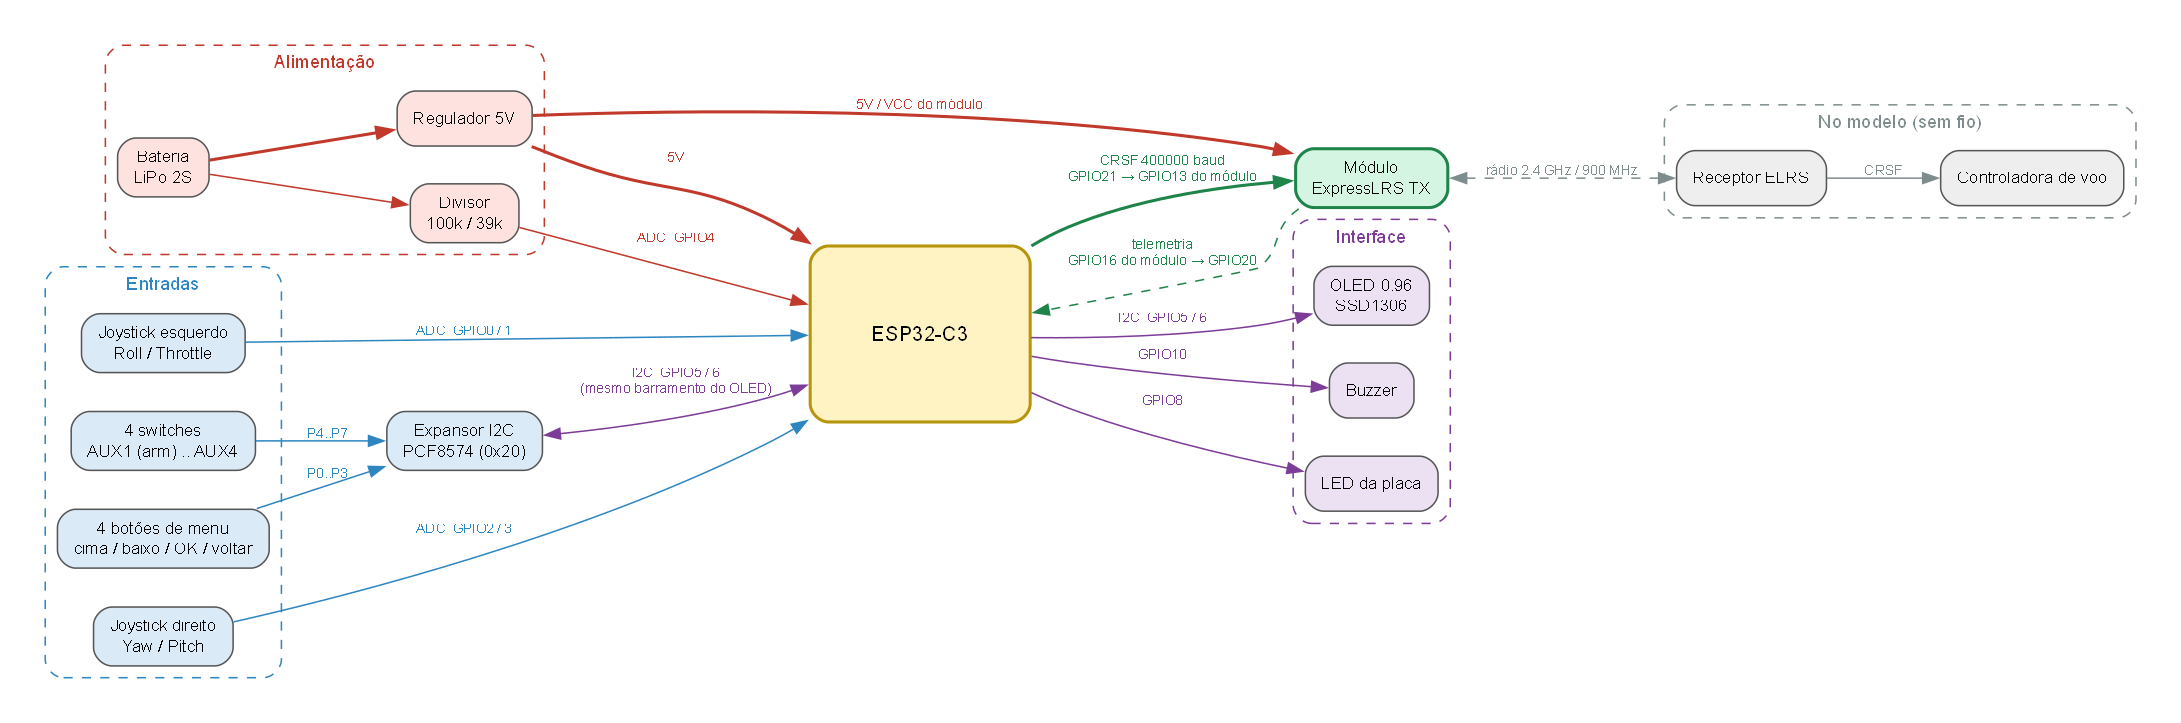 Alimentação
Bateria
LiPo 2S
Regulador 5V
Divisor
100k / 39k
5V / VCC do módulo
5V
ADC GPIO4
Entradas
Joystick esquerdo
Roll / Throttle
4 switches
AUX1 (arm) .. AUX4
4 botões de menu
cima / baixo / OK / voltar
Joystick direito
Yaw / Pitch
ADC GPIO0 / 1
P4..P7
P0..P3
Expansor I2C
PCF8574 (0x20)
I2C GPIO5 / 6
(mesmo barramento do OLED)
ADC GPIO2 / 3
ESP32-C3
CRSF 400000 baud
GPIO21 → GPIO13 do módulo
telemetria
GPIO16 do módulo → GPIO20
I2C GPIO5 / 6
GPIO10
GPIO8
Módulo
ExpressLRS TX
Interface
OLED 0.96
SSD1306
Buzzer
LED da placa
rádio 2.4 GHz / 900 MHz
No modelo (sem fio)
Receptor ELRS
CRSF
Controladora de voo